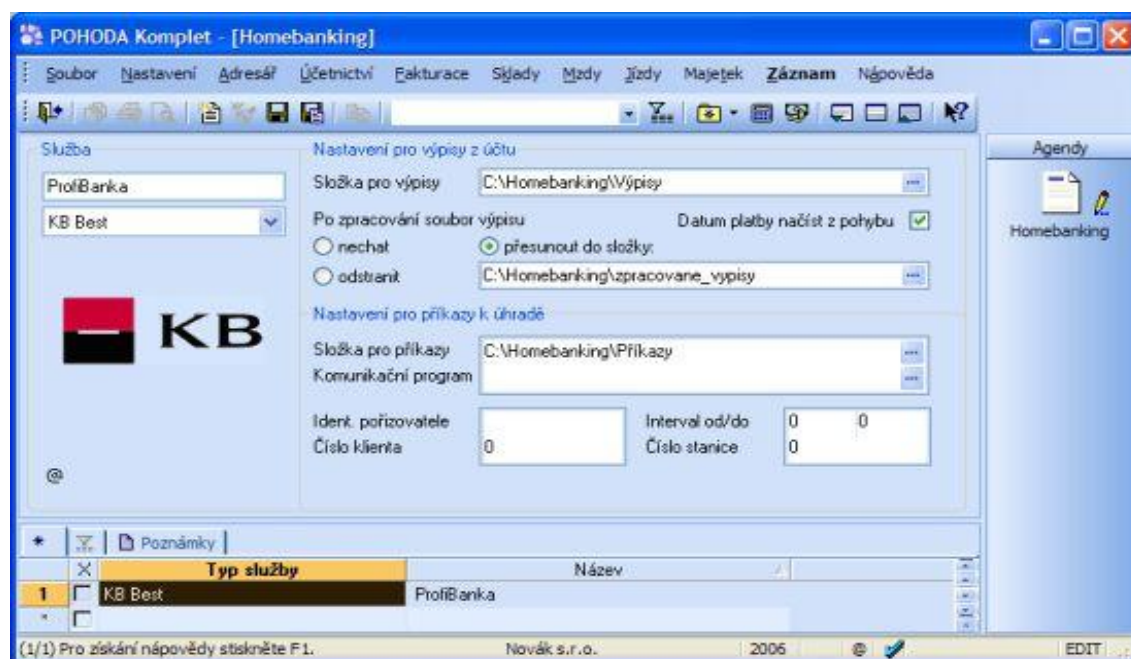 POHODA Komplet - [Homebanking]
Soubor Nastavení Adresář Účetnictví Fakturace Sklady Mzdy Jízdy Majetek Záznam Nápověda
Služba
ProfiBanka
KB Best
KB
@
Nastavení pro výpisy z účtu
Složka pro výpisy C:\Homebanking\Výpisy
Po zpracování soubor výpisu Datum platby načíst z pohybu
nechat přesunout do složky:
odstranit C:\Homebanking\zpracovane_vypisy
Nastavení pro příkazy k úhradě
Složka pro příkazy C:\Homebanking\Příkazy
Komunikační program
Ident. pořizovatele Interval od/do 0 0
Číslo klienta 0 Číslo stanice 0
Agendy
Homebanking
* Poznámky
X Typ služby Název
1 KB Best ProfiBanka
*
(1/1) Pro získání nápovědy stiskněte F1. Novák s.r.o. 2006 @ EDIT